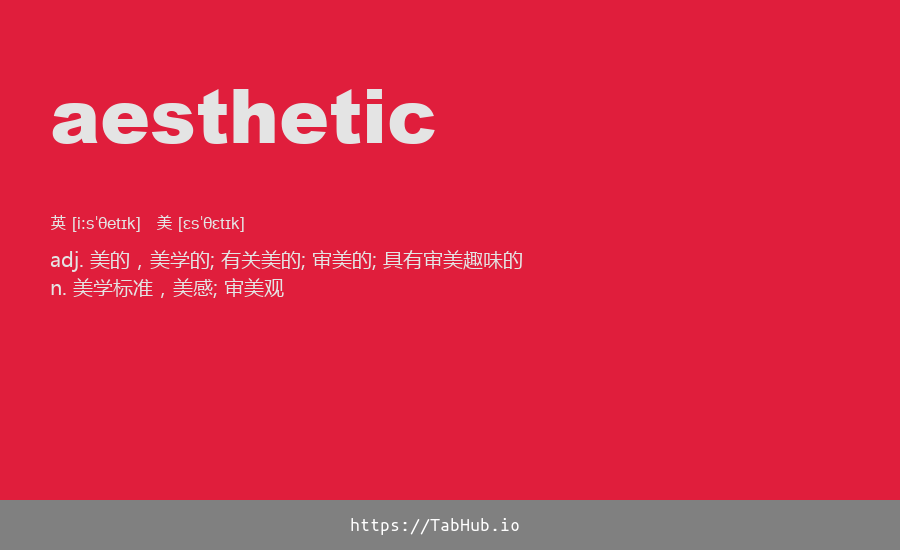 aesthetic
英 [iːsˈθetɪk] 美 [ɛsˈθɛtɪk]
adj. 美的，美学的; 有关美的; 审美的; 具有审美趣味的
n. 美学标准，美感; 审美观
https://TabHub.io